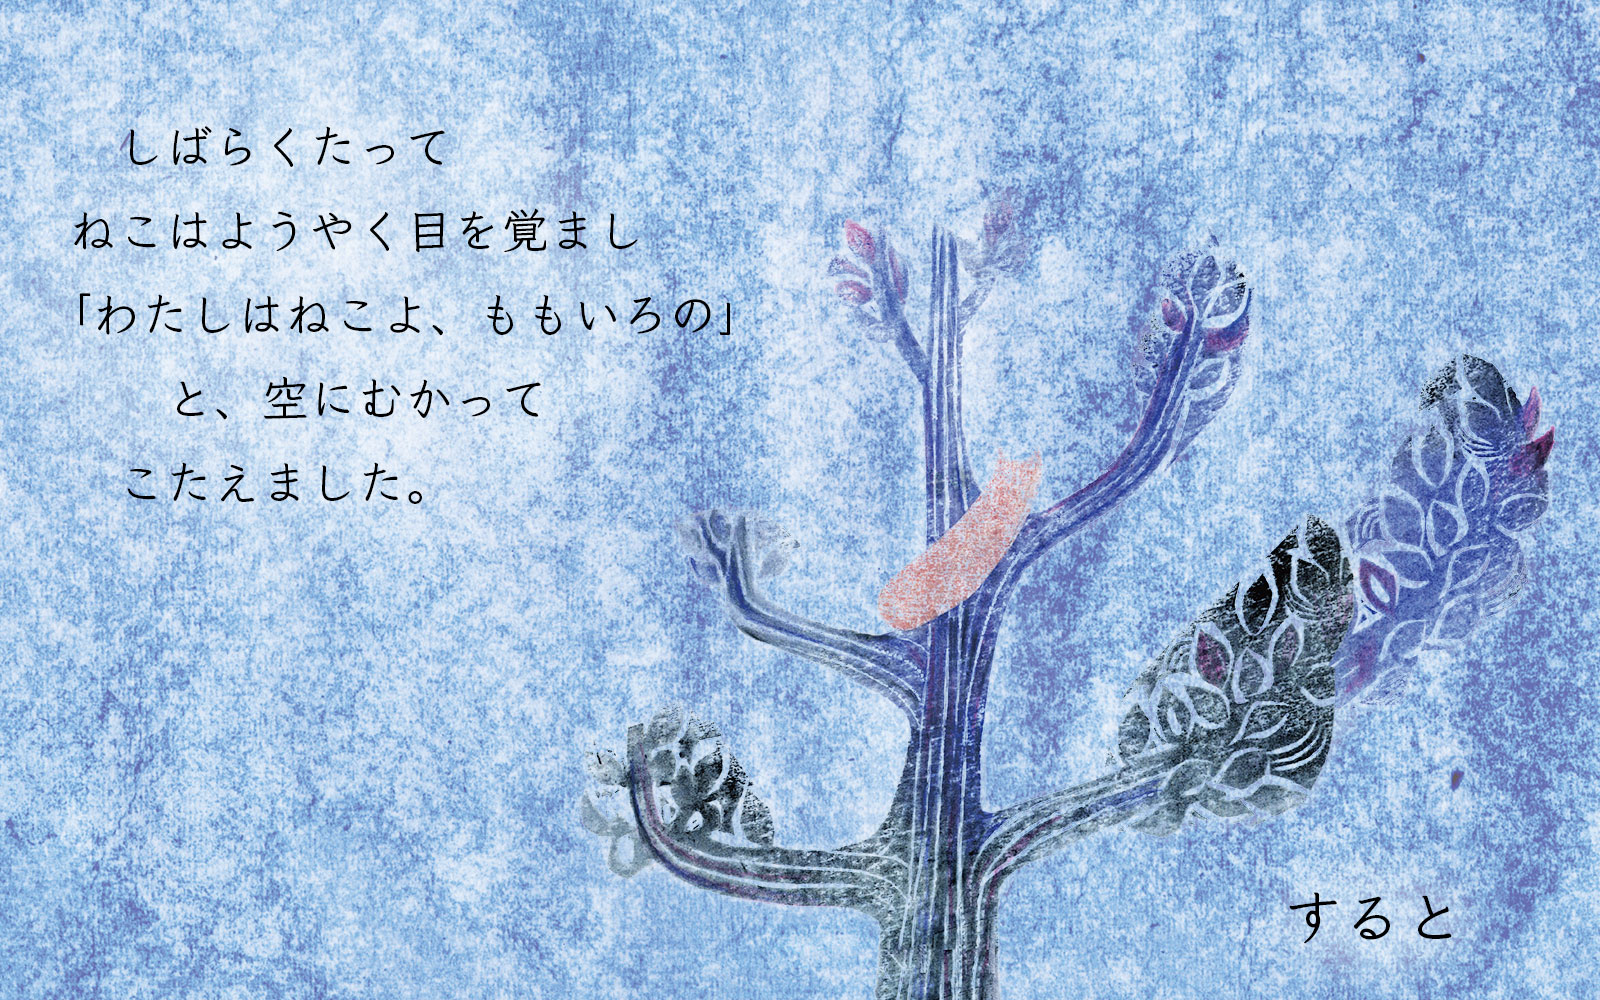 しばらくたって
ねこはようやく目を覚まし
「わたしはねこよ、ももいろの」
と、空にむかって
こたえました。
すると